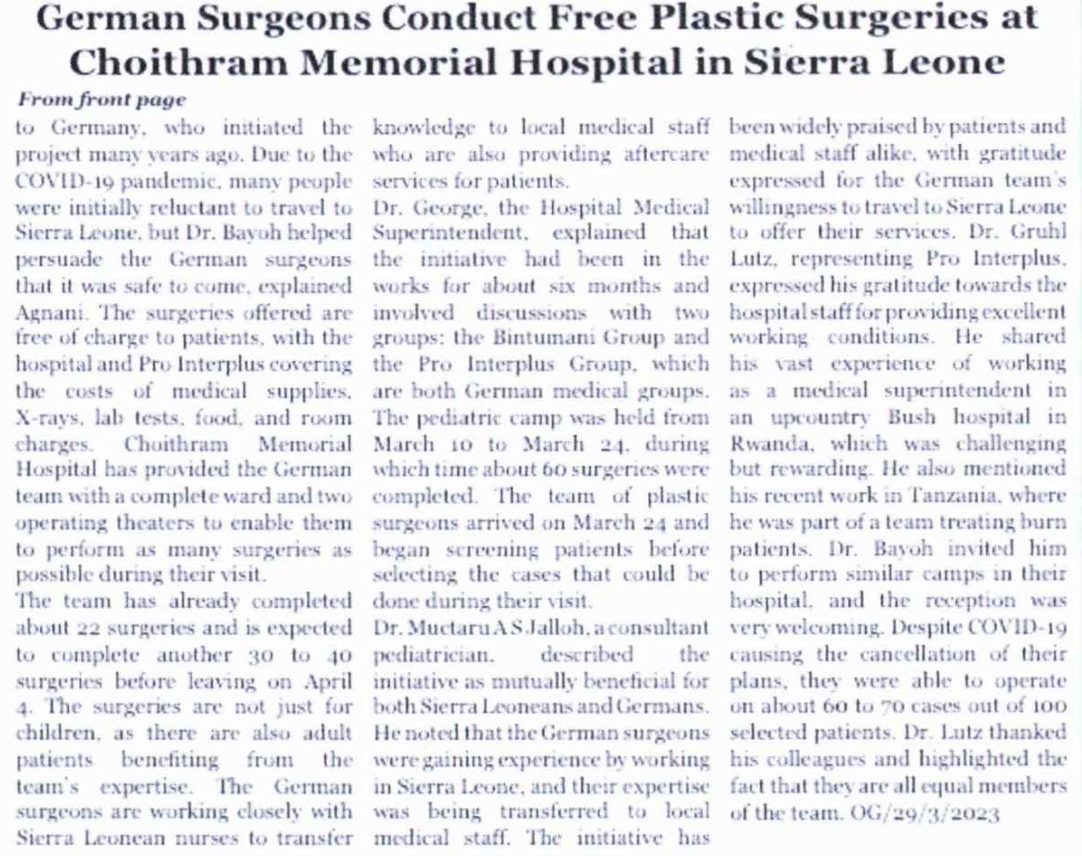 German Surgeons Conduct Free Plastic Surgeries at
Choithram Memorial Hospital in Sierra Leone
From front page
to Germany, who initiated the
project many years ago. Due to the
COVID-19 pandemic, many people
were initially reluctant to travel to
Sierra Leone, but Dr. Bayoh helped
persuade the German surgeons
that it was safe to come, explained
Agnani. The surgeries offered are
free of charge to patients, with the
hospital and Pro Interplus covering
the costs of medical supplies,
X-rays, lab tests, food, and room
charges. Choithram Memorial
Hospital has provided the German
team with a complete ward and two
operating theaters to enable them
to perform as many surgeries as
possible during their visit.
The team has already completed
about 22 surgeries and is expected
to complete another 30 to 40
surgeries before leaving on April
4. The surgeries are not just for
children, as there are also adult
patients benefiting from the
team's expertise. The German
surgeons are working closely with
Sierra Leonean nurses to transfer
knowledge to local medical staff
who are also providing aftercare
services for patients.
Dr. George, the Hospital Medical
Superintendent, explained that
the initiative had been in the
works for about six months and
involved discussions with two
groups: the Bintumani Group and
the Pro Interplus Group, which
are both German medical groups.
The pediatric camp was held from
March 10 to March 24, during
which time about 60 surgeries were
completed. The team of plastic
surgeons arrived on March 24 and
began screening patients before
selecting the cases that could be
done during their visit.
Dr. Muctaru A S Jalloh, a consultant
pediatrician, described the
initiative as mutually beneficial for
both Sierra Leoneans and Germans.
He noted that the German surgeons
were gaining experience by working
in Sierra Leone, and their expertise
was being transferred to local
medical staff. The initiative has
been widely praised by patients and
medical staff alike, with gratitude
expressed for the German team's
willingness to travel to Sierra Leone
to offer their services. Dr. Gruhl
Lutz, representing Pro Interplus,
expressed his gratitude towards the
hospital staff for providing excellent
working conditions. He shared
his vast experience of working
as a medical superintendent in
an upcountry Bush hospital in
Rwanda, which was challenging
but rewarding. He also mentioned
his recent work in Tanzania, where
he was part of a team treating burn
patients. Dr. Bayoh invited him
to perform similar camps in their
hospital, and the reception was
very welcoming. Despite COVID-19
causing the cancellation of their
plans, they were able to operate
on about 60 to 70 cases out of 100
selected patients. Dr. Lutz thanked
his colleagues and highlighted the
fact that they are all equal members
of the team. OG/29/3/2023